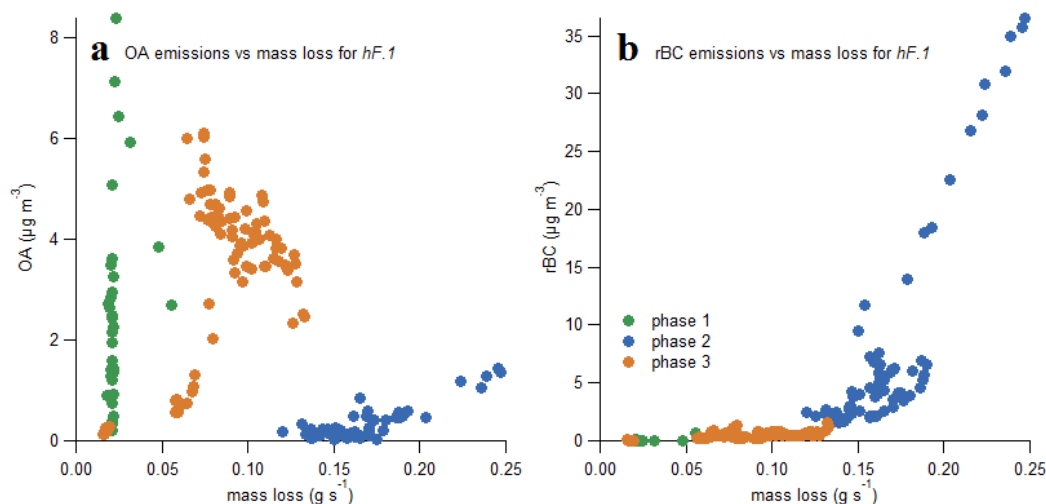 a OA emissions vs mass loss for hF.1
OA (µg m⁻³)
8
6
4
2
0
0.00 0.05 0.10 0.15 0.20 0.25
mass loss (g s⁻¹)
b rBC emissions vs mass loss for hF.1
rBC (µg m⁻³)
35
30
25
20
15
10
5
0
phase 1
phase 2
phase 3
0.00 0.05 0.10 0.15 0.20 0.25
mass loss (g s⁻¹)